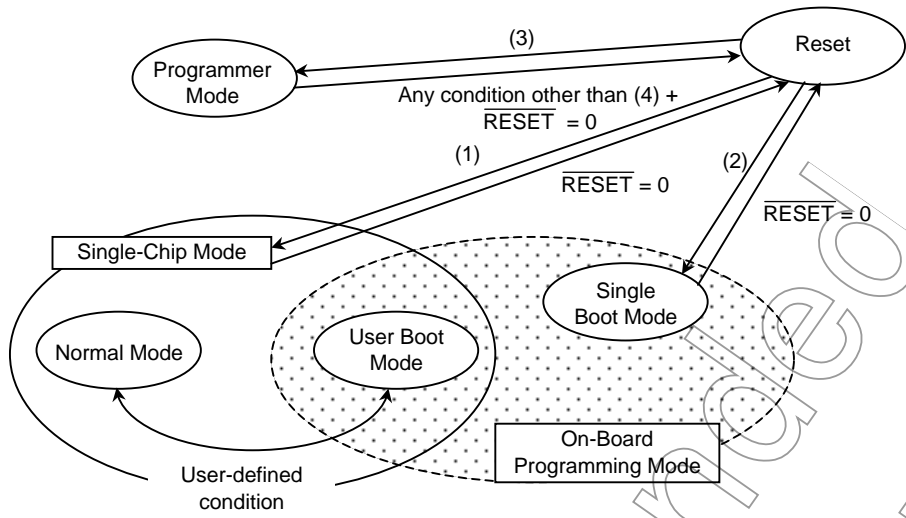 (3)
Reset
Programmer
Mode
Any condition other than (4) +
RESET = 0
(1)
(2)
RESET = 0
RESET = 0
Single-Chip Mode
Single
Boot Mode
Normal Mode
User Boot
Mode
On-Board
Programming Mode
User-defined
condition